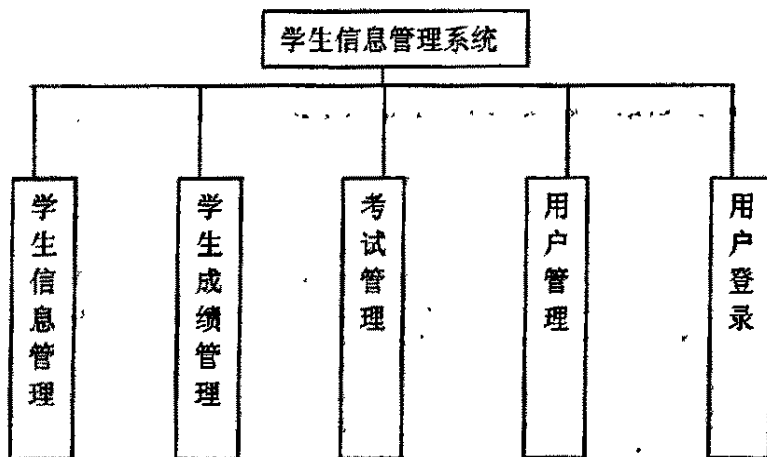 学生信息管理系统
学生信息管理
学生成绩管理
考试管理
用户管理
用户登录